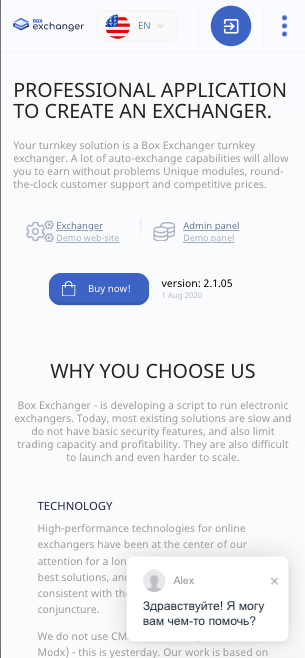 BOX
exchanger
EN
PROFESSIONAL APPLICATION
TO CREATE AN EXCHANGER.
Your turnkey solution is a Box Exchanger turnkey
exchanger. A lot of auto-exchange capabilities will allow
you to earn without problems Unique modules, round-
the-clock customer support and competitive prices.
Exchanger
Demo web-site
Admin panel
Demo panel
Buy now!
version: 2.1.05
1 Aug 2020
WHY YOU CHOOSE US
Box Exchanger - is developing a script to run electronic
exchangers. Today, most existing solutions are slow and
do not have basic security features, and also limit
trading capacity and profitability. They are also difficult
to launch and even harder to scale.
TECHNOLOGY
High-performance technologies for online
exchangers have been at the center of our
attention for a lon
best solutions, an
consistent with the
conjuncture.
We do not use CM
Modx) - this is yesterday. Our work is based on
Alex
Здравствуйте! Я могу
вам чем-то помочь?